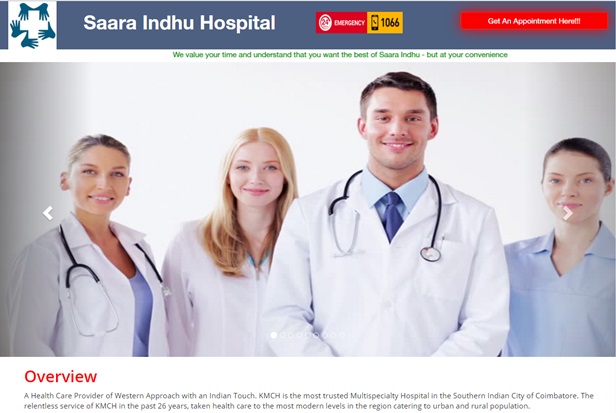 Saara Indhu Hospital
24 EMERGENCY 1066
Get An Appointment Here!!!
We value your time and understand that you want the best of Saara Indhu - but at your convenience
Overview
A Health Care Provider of Western Approach with an Indian Touch. KMCH is the most trusted Multispecialty Hospital in the Southern Indian City of Coimbatore. The
relentless service of KMCH in the past 26 years, taken health care to the most modern levels in the region catering to urban and rural population.